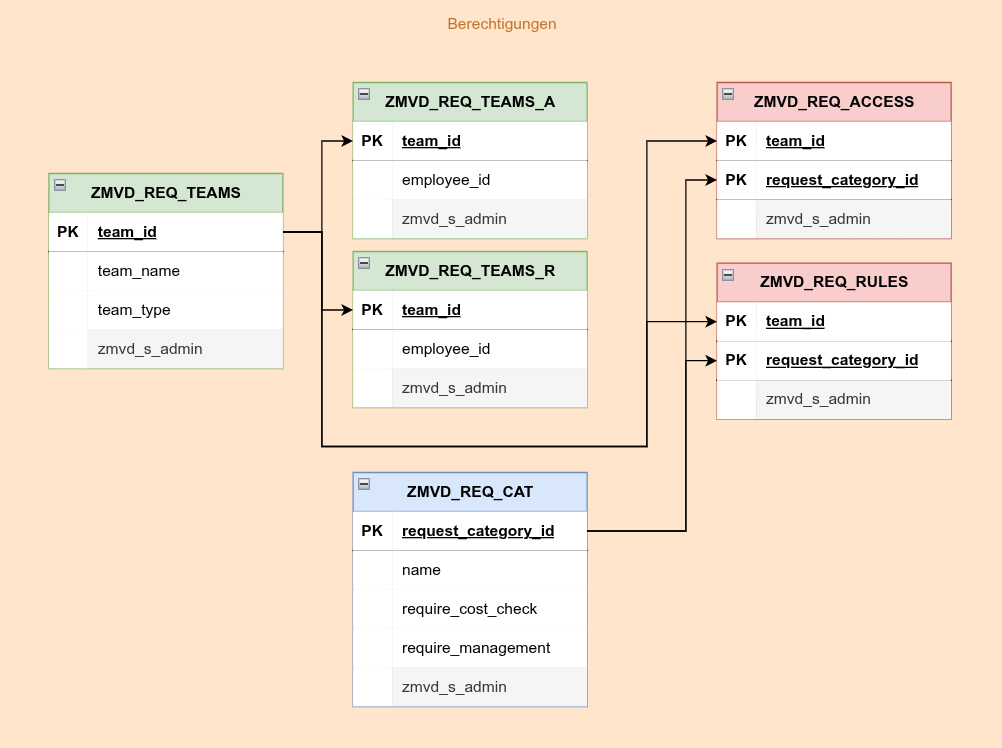 Berechtigungen
ZMVD_REQ_TEAMS
PK team_id
team_name
team_type
zmvd_s_admin
ZMVD_REQ_TEAMS_A
PK team_id
employee_id
zmvd_s_admin
ZMVD_REQ_TEAMS_R
PK team_id
employee_id
zmvd_s_admin
ZMVD_REQ_CAT
PK request_category_id
name
require_cost_check
require_management
zmvd_s_admin
ZMVD_REQ_ACCESS
PK team_id
PK request_category_id
zmvd_s_admin
ZMVD_REQ_RULES
PK team_id
PK request_category_id
zmvd_s_admin